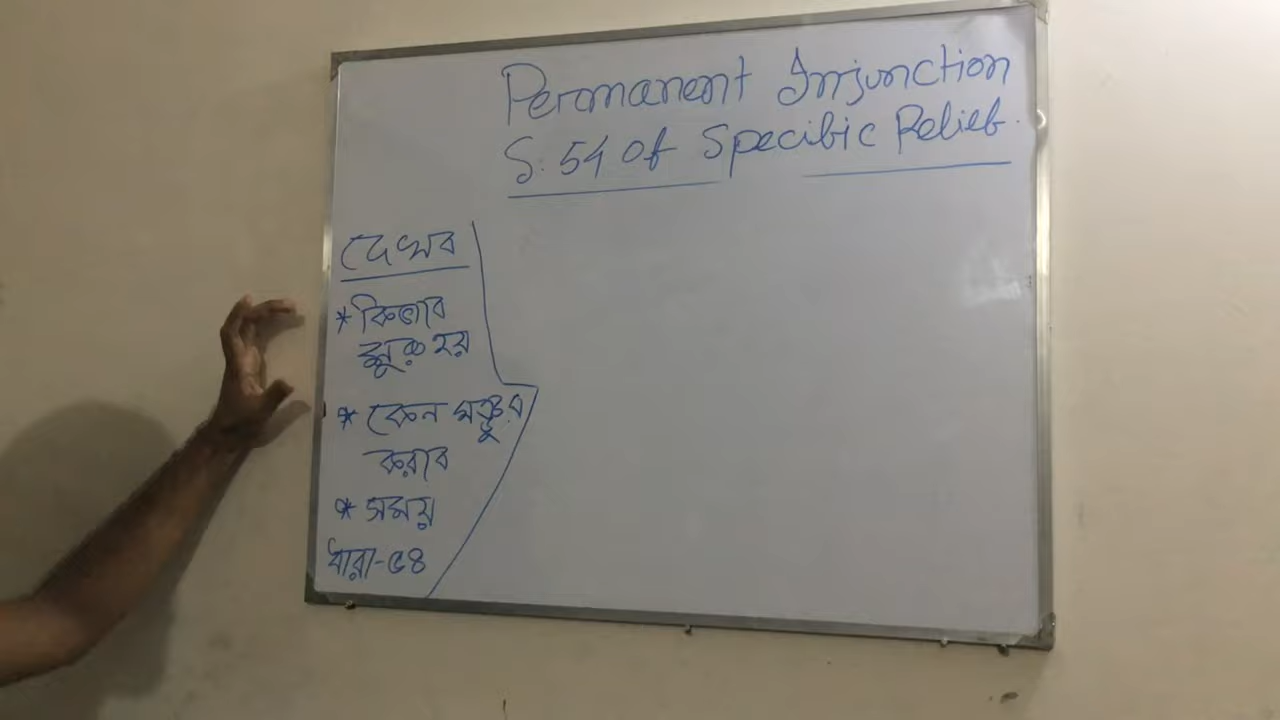 Permanent Injunction
S. 54 of Specific Relief.
দেখব
* কিভাবে
শুরু হয়
* কেন মঞ্জুর
করবে
* সময়
ধারা-৫৪